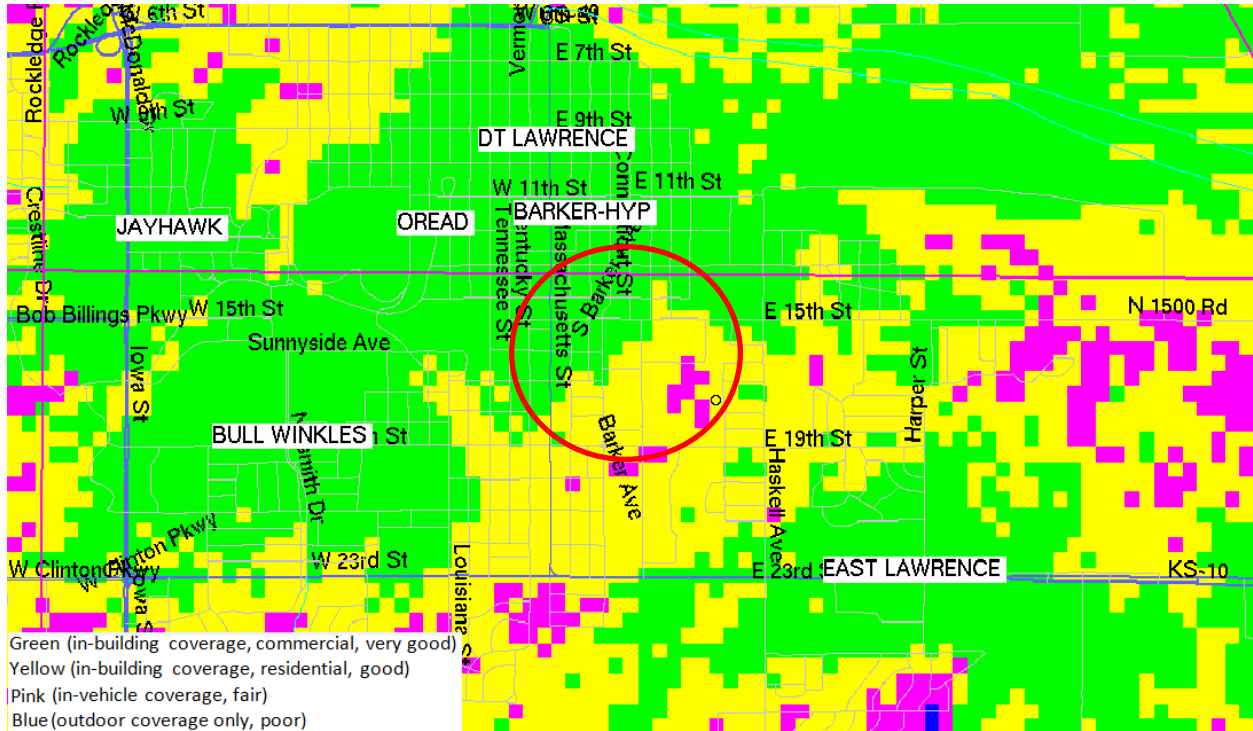 W 6th St
E 7th St
Rockledge R
McDonald Dr
W 9th St
E 9th St
DT LAWRENCE
W 11th St
E 11th St
BARKER-HYP
OREAD
JAYHAWK
Tennessee St
Massachusetts St
S Barker
Bob Billings Pkwy
W 15th St
E 15th St
N 1500 Rd
Sunnyside Ave
Iowa St
Harper St
BULL WINKLES
E 19th St
Barker Ave
Haskell Ave
W 23rd St
Louisiana St
E 23rd S
EAST LAWRENCE
KS-10
Green (in-building coverage, commercial, very good)
Yellow (in-building coverage, residential, good)
Pink (in-vehicle coverage, fair)
Blue (outdoor coverage only, poor)